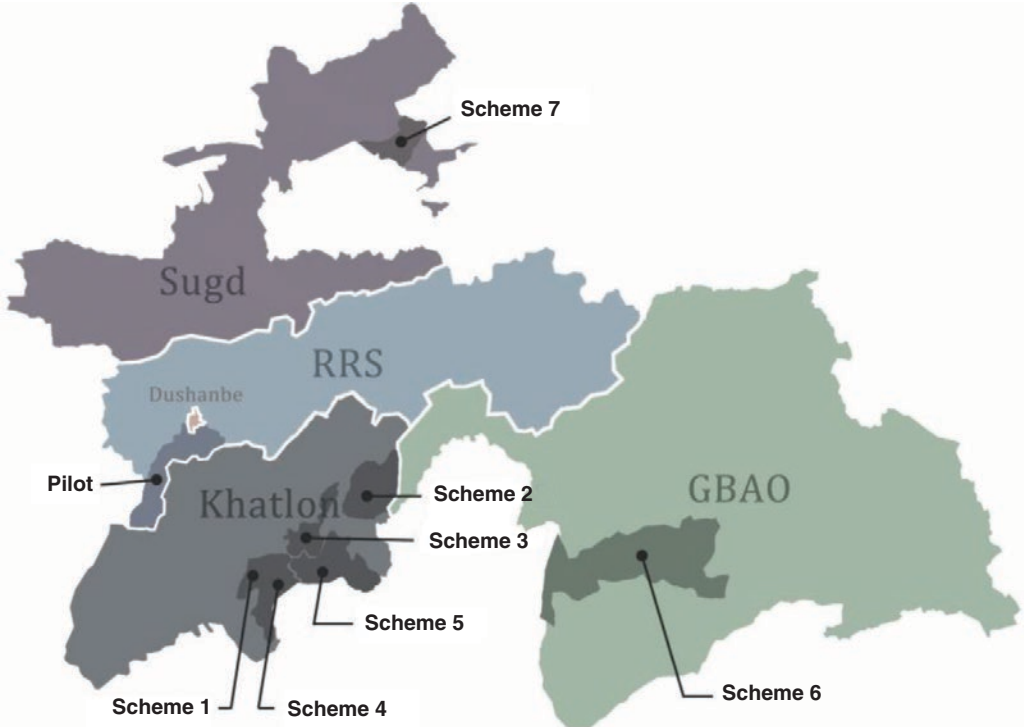 Scheme 7
Sugd
RRS
Dushanbe
Pilot
Khatlon
Scheme 2
GBAO
Scheme 3
Scheme 5
Scheme 6
Scheme 1
Scheme 4